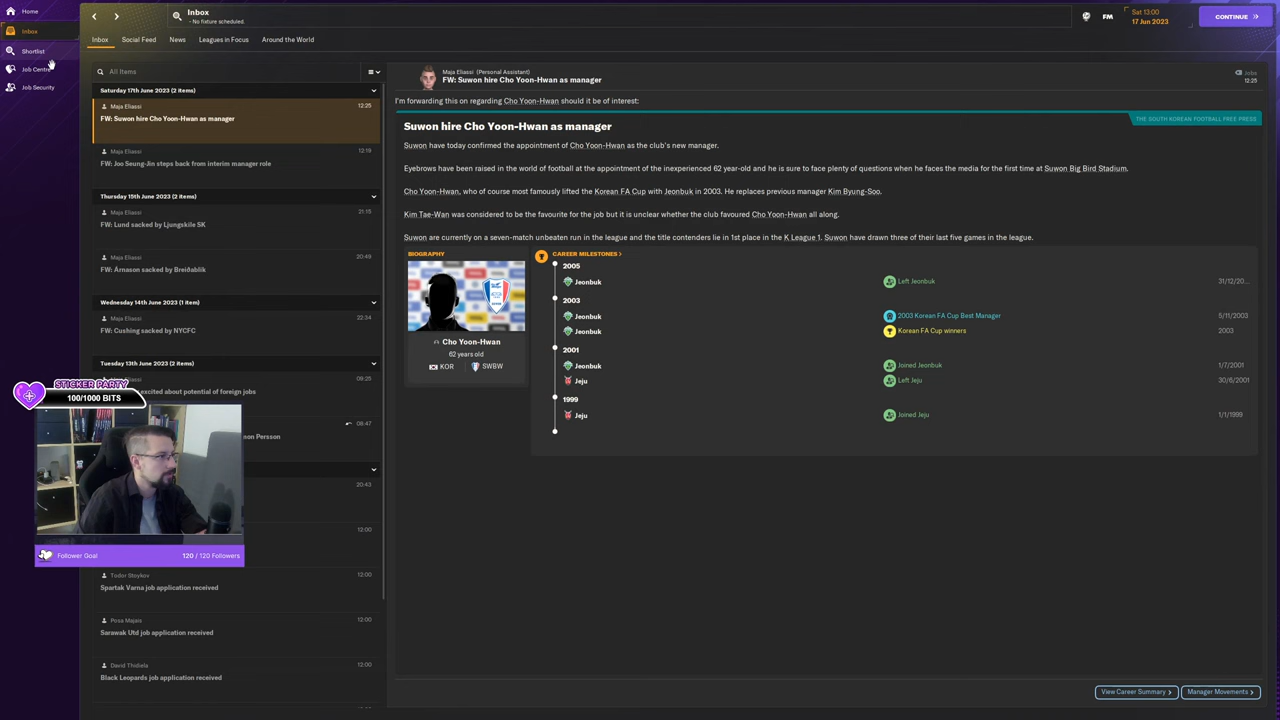 Home
Inbox
Shortlist
Job Centre
Job Security
Inbox
- No fixture scheduled.
FM
Sat 13:00
17 Jun 2023
CONTINUE
Inbox
Social Feed
News
Leagues in Focus
Around the World
All Items
Saturday 17th June 2023 (2 items)
Maja Eliassi
12:25
FW: Suwon hire Cho Yoon-Hwan as manager
Maja Eliassi
12:19
FW: Joo Seung-Jin steps back from interim manager role
Thursday 15th June 2023 (2 items)
Maja Eliassi
21:15
FW: Lund sacked by Ljungskile SK
Maja Eliassi
20:49
FW: Árnason sacked by Breiðablik
Wednesday 14th June 2023 (1 item)
Maja Eliassi
22:34
FW: Cushing sacked by NYCFC
Tuesday 13th June 2023 (2 items)
09:25
excited about potential of foreign jobs
08:47
mon Persson
20:43
12:00
Todor Stoykov
12:00
Spartak Varna job application received
Posa Majais
12:00
Sarawak Utd job application received
David Thidiela
12:00
Black Leopards job application received
STICKER PARTY
100/1000 BITS
Follower Goal
120 / 120 Followers
Maja Eliassi (Personal Assistant)
FW: Suwon hire Cho Yoon-Hwan as manager
Jobs
12:25
I'm forwarding this on regarding Cho Yoon-Hwan should it be of interest:
Suwon hire Cho Yoon-Hwan as manager
THE SOUTH KOREAN FOOTBALL FREE PRESS
Suwon have today confirmed the appointment of Cho Yoon-Hwan as the club's new manager.
Eyebrows have been raised in the world of football at the appointment of the inexperienced 62 year-old and he is sure to face plenty of questions when he faces the media for the first time at Suwon Big Bird Stadium.
Cho Yoon-Hwan, who of course most famously lifted the Korean FA Cup with Jeonbuk in 2003. He replaces previous manager Kim Byung-Soo.
Kim Tae-Wan was considered to be the favourite for the job but it is unclear whether the club favoured Cho Yoon-Hwan all along.
Suwon are currently on a seven-match unbeaten run in the league and the title contenders lie in 1st place in the K League 1. Suwon have drawn three of their last five games in the league.
BIOGRAPHY
Cho Yoon-Hwan
62 years old
KOR
SWBW
CAREER MILESTONES >
2005
Jeonbuk
Left Jeonbuk
31/12/20...
2003
Jeonbuk
2003 Korean FA Cup Best Manager
5/11/2003
Jeonbuk
Korean FA Cup winners
2003
2001
Jeonbuk
Joined Jeonbuk
1/7/2001
Jeju
Left Jeju
30/6/2001
1999
Jeju
Joined Jeju
1/1/1999
View Career Summary >
Manager Movements >